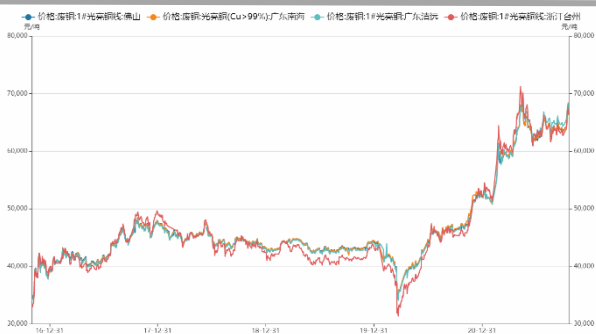 价格:废铜:1#光亮铜线:佛山 价格:废铜:光亮铜(Cu>99%):广东南海 价格:废铜:1#光亮铜:广东清远 价格:废铜:1#光亮铜线:浙江台州
元/吨 元/吨
80,000 80,000
70,000 70,000
60,000 60,000
50,000 50,000
40,000 40,000
30,000 30,000
16-12-31 17-12-31 18-12-31 19-12-31 20-12-31